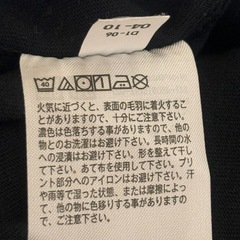 D1-06
04-10
40
火気に近づくと、表面の毛羽に着火する
ことがありますので、十分にご注意下さい。
濃色は色落ちする事がありますので、他の
物とのお洗濯はお避け下さい。長時間水
への浸漬はお避け下さい。形を整えて干し
て下さい。あて布を使用して下さい。プリ
ント部分へのアイロンはお避け下さい。汗
や雨等で湿った状態、または摩擦によっ
て、他の物に色移りする事がありますので
ご注意下さい。